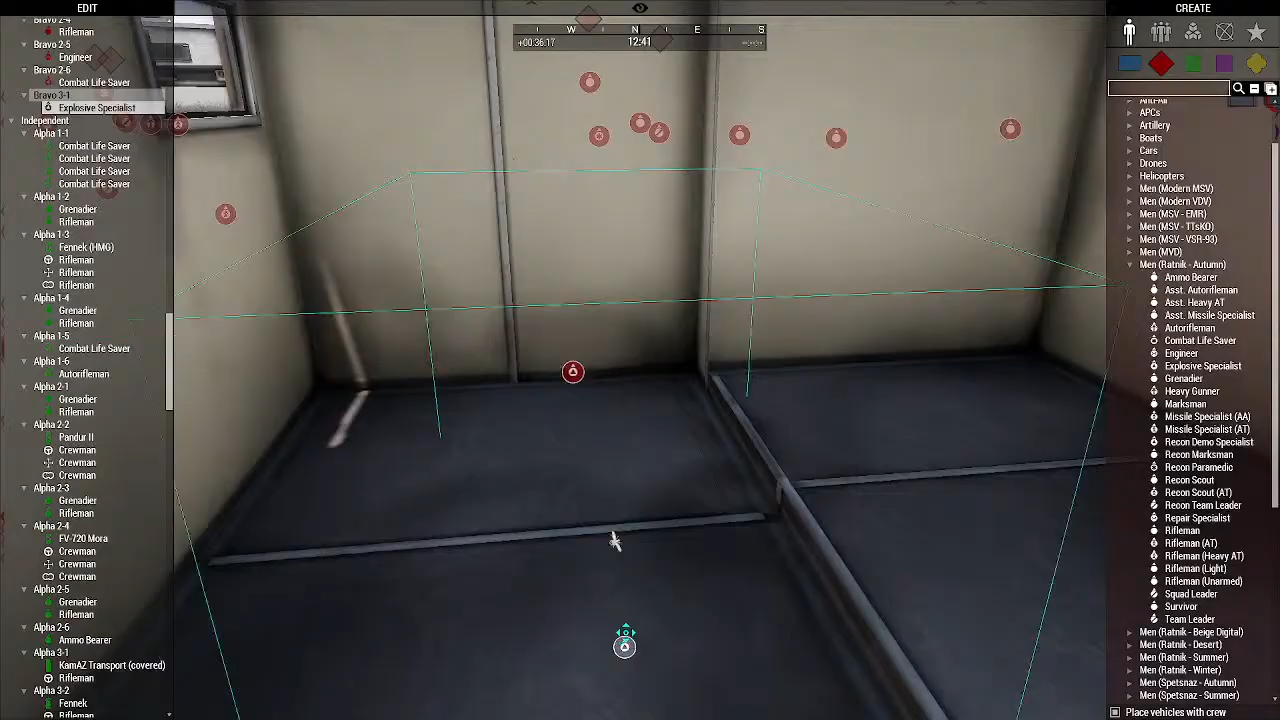 EDIT
Bravo 2-4
Rifleman
Bravo 2-5
Engineer
Bravo 2-6
Combat Life Saver
Bravo 3-1
Explosive Specialist
Independent
Alpha 1-1
Combat Life Saver
Combat Life Saver
Combat Life Saver
Combat Life Saver
Alpha 1-2
Grenadier
Rifleman
Alpha 1-3
Fennek (HMG)
Rifleman
Rifleman
Rifleman
Alpha 1-4
Grenadier
Rifleman
Alpha 1-5
Combat Life Saver
Alpha 1-6
Autorifleman
Alpha 2-1
Grenadier
Rifleman
Alpha 2-2
Pandur II
Crewman
Crewman
Crewman
Alpha 2-3
Grenadier
Rifleman
Alpha 2-4
FV-720 Mora
Crewman
Crewman
Crewman
Alpha 2-5
Grenadier
Rifleman
Alpha 2-6
Ammo Bearer
Alpha 3-1
KamAZ Transport (covered)
Rifleman
Alpha 3-2
Fennek
Rifleman
W N E S
+00:36:17 12:41
CREATE
Anti-Air
APCs
Artillery
Boats
Cars
Drones
Helicopters
Men (Modern MSV)
Men (Modern VDV)
Men (MSV - EMR)
Men (MSV - TTsKO)
Men (MSV - VSR-93)
Men (MVD)
Men (Ratnik - Autumn)
Ammo Bearer
Asst. Autorifleman
Asst. Heavy AT
Asst. Missile Specialist
Autorifleman
Combat Life Saver
Engineer
Explosive Specialist
Grenadier
Heavy Gunner
Marksman
Missile Specialist (AA)
Missile Specialist (AT)
Recon Demo Specialist
Recon Marksman
Recon Paramedic
Recon Scout
Recon Scout (AT)
Recon Team Leader
Repair Specialist
Rifleman
Rifleman (AT)
Rifleman (Heavy AT)
Rifleman (Light)
Rifleman (Unarmed)
Squad Leader
Survivor
Team Leader
Men (Ratnik - Beige Digital)
Men (Ratnik - Desert)
Men (Ratnik - Summer)
Men (Ratnik - Winter)
Men (Spetsnaz - Autumn)
Men (Spetsnaz - Summer)
Place vehicles with crew